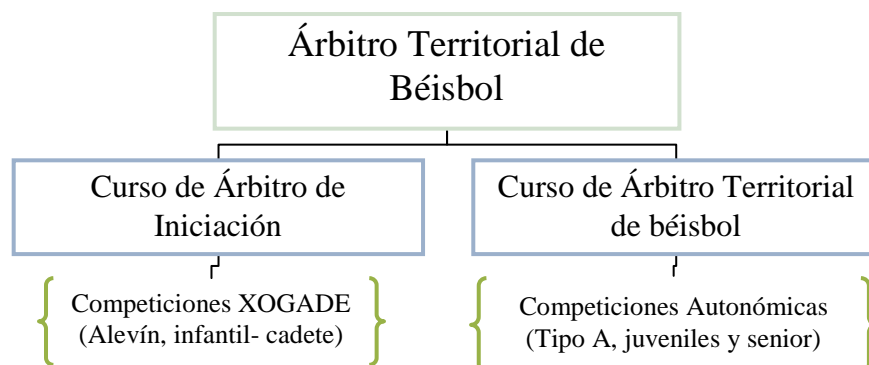 Árbitro Territorial de
Béisbol
Curso de Árbitro de
Iniciación
Curso de Árbitro Territorial
de béisbol
Competiciones XOGADE
(Alevín, infantil- cadete)
Competiciones Autonómicas
(Tipo A, juveniles y senior)